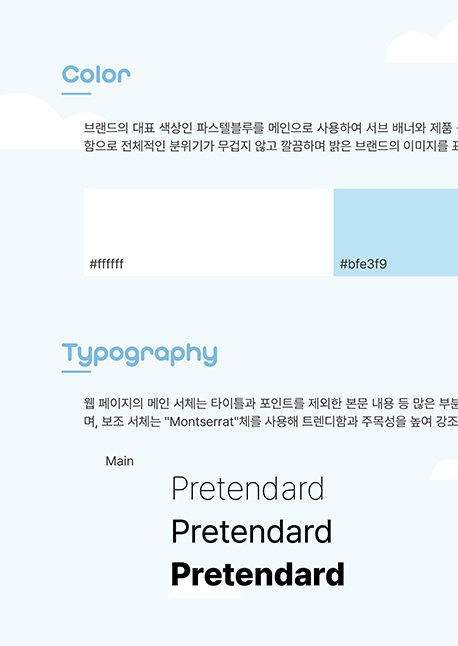 Color
브랜드의 대표 색상인 파스텔블루를 메인으로 사용하여 서브 배너와 제품
함으로 전체적인 분위기가 무겁지 않고 깔끔하며 밝은 브랜드의 이미지를
#ffffff
#bfe3f9
Typography
웹 페이지의 메인 서체는 타이틀과 포인트를 제외한 본문 내용 등 많은 부분
며, 보조 서체는 "Montserrat"체를 사용해 트렌디함과 주목성을 높여 강조
Main
Pretendard
Pretendard
Pretendard